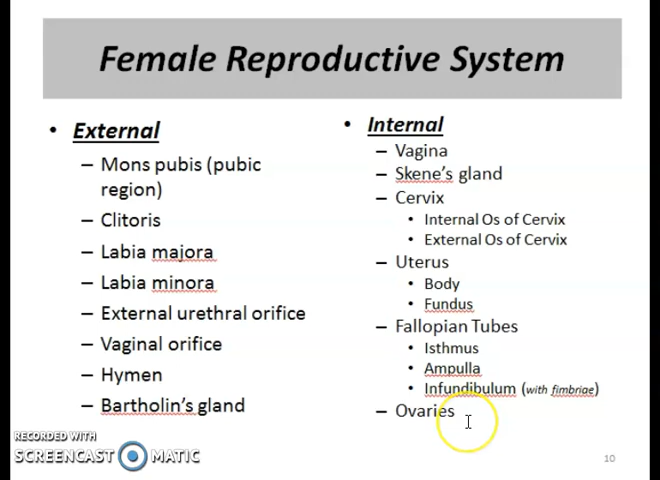 Female Reproductive System
• External
– Mons pubis (pubic
region)
– Clitoris
– Labia majora
– Labia minora
– External urethral orifice
– Vaginal orifice
– Hymen
– Bartholin's gland
• Internal
– Vagina
– Skene's gland
– Cervix
• Internal Os of Cervix
• External Os of Cervix
– Uterus
• Body
• Fundus
– Fallopian Tubes
• Isthmus
• Ampulla
• Infundibulum (with fimbriae)
– Ovaries
RECORDED WITH
SCREENCAST MATIC
10